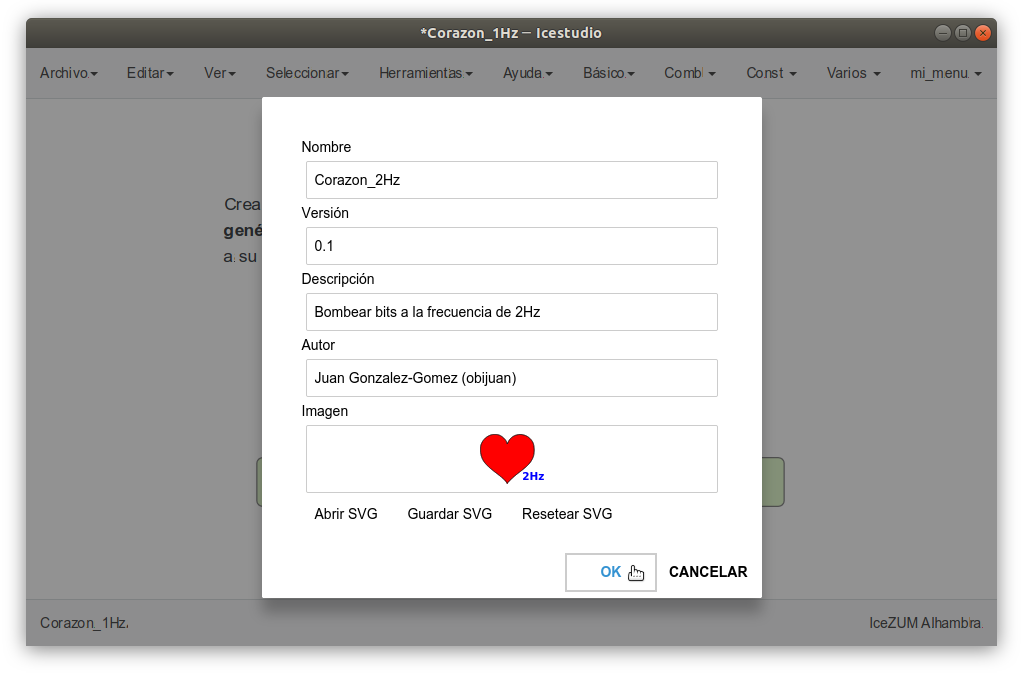 *Corazon_1Hz — Icestudio
Archivo Editar Ver Seleccionar Herramientas Ayuda Básico Comb Const Varios mi_menu
Nombre
Corazon_2Hz
Versión
0.1
Crea
gené
a su
Descripción
Bombear bits a la frecuencia de 2Hz
Autor
Juan Gonzalez-Gomez (obijuan)
Imagen
2Hz
Abrir SVG Guardar SVG Resetear SVG
OK CANCELAR
Corazon_1Hz IceZUM Alhambra